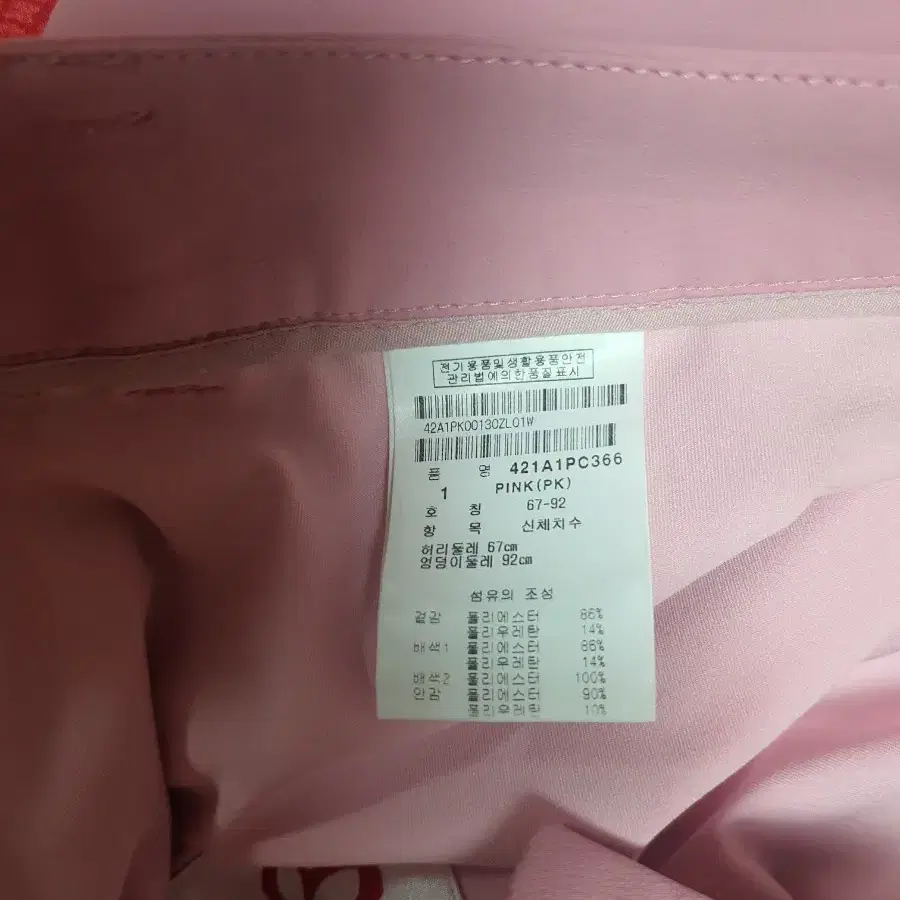 전기용품및생활용품안전
관리법에의한품질표시
42A1PK00130ZL01W
품 명 421A1PC366
1 PINK(PK)
호 칭 67-92
항 목 신체치수
허리둘레 67cm
엉덩이둘레 92cm
섬유의 조성
겉감 폴리에스터 86%
폴리우레탄 14%
배색1 폴리에스터 86%
폴리우레탄 14%
배색2 폴리에스터 100%
안감 폴리에스터 90%
폴리우레탄 10%